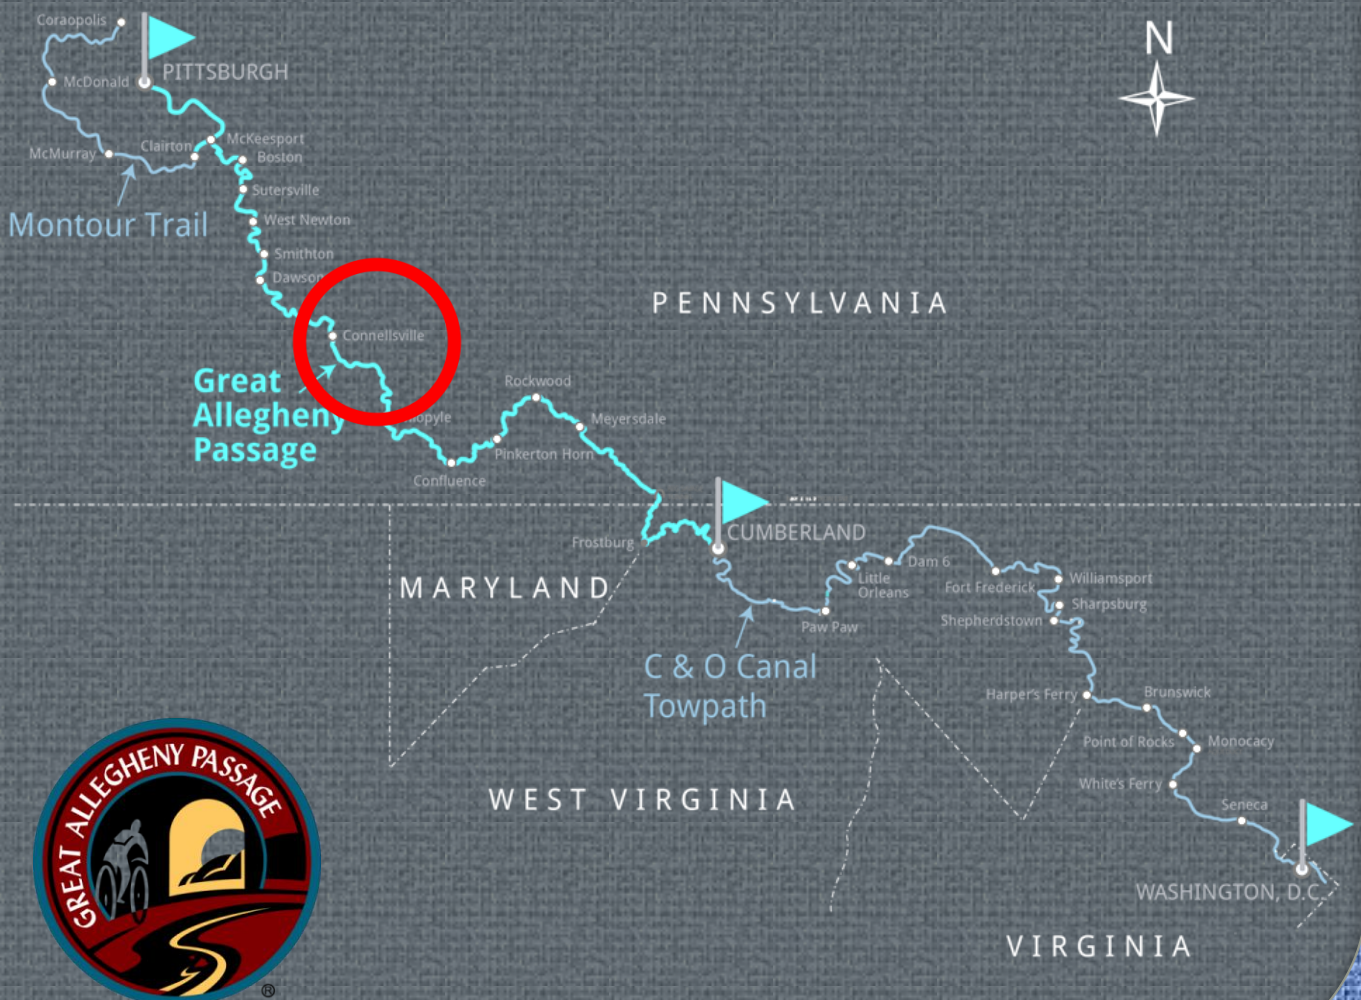 Coraopolis
PITTSBURGH
McDonald
McKeesport
Clairton
McMurray
Boston
Sutersville
Montour Trail
West Newton
Smithton
Dawson
PENNSYLVANIA
Connellsville
Great
Allegheny
Passage
Rockwood
Meyersdale
Pinkerton Horn
Confluence
N
CUMBERLAND
Frostburg
MARYLAND
Dam 6
Little
Orleans
Fort Frederick
Williamsport
Sharpsburg
Shepherdstown
Paw Paw
C & O Canal
Towpath
Harper's Ferry
Brunswick
Point of Rocks
Monocacy
White's Ferry
Seneca
WEST VIRGINIA
WASHINGTON, D.C.
VIRGINIA
GREAT ALLEGHENY PASSAGE
®